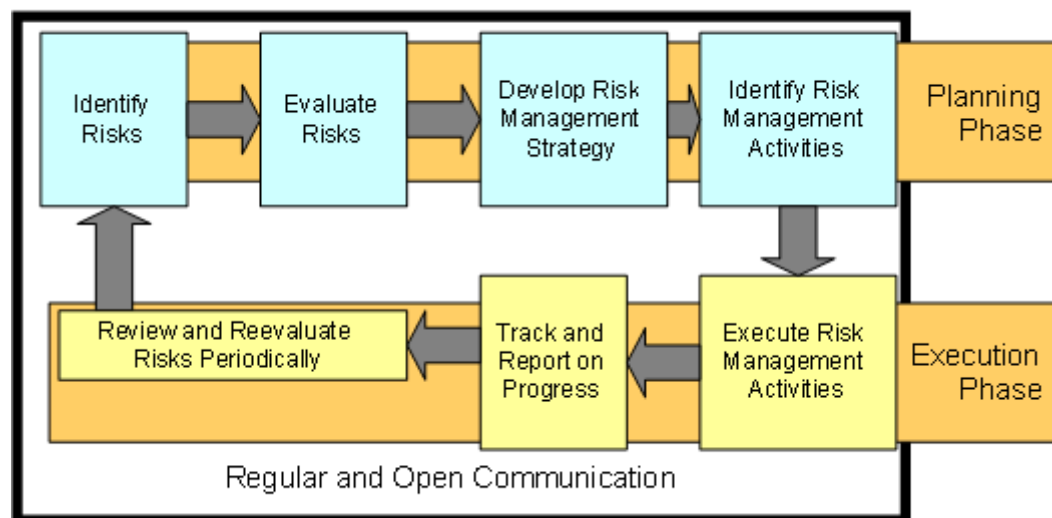 Identify
Risks
Evaluate
Risks
Develop Risk
Management
Strategy
Identify Risk
Management
Activities
Planning
Phase
Review and Reevaluate
Risks Periodically
Track and
Report on
Progress
Execute Risk
Management
Activities
Execution
Phase
Regular and Open Communication